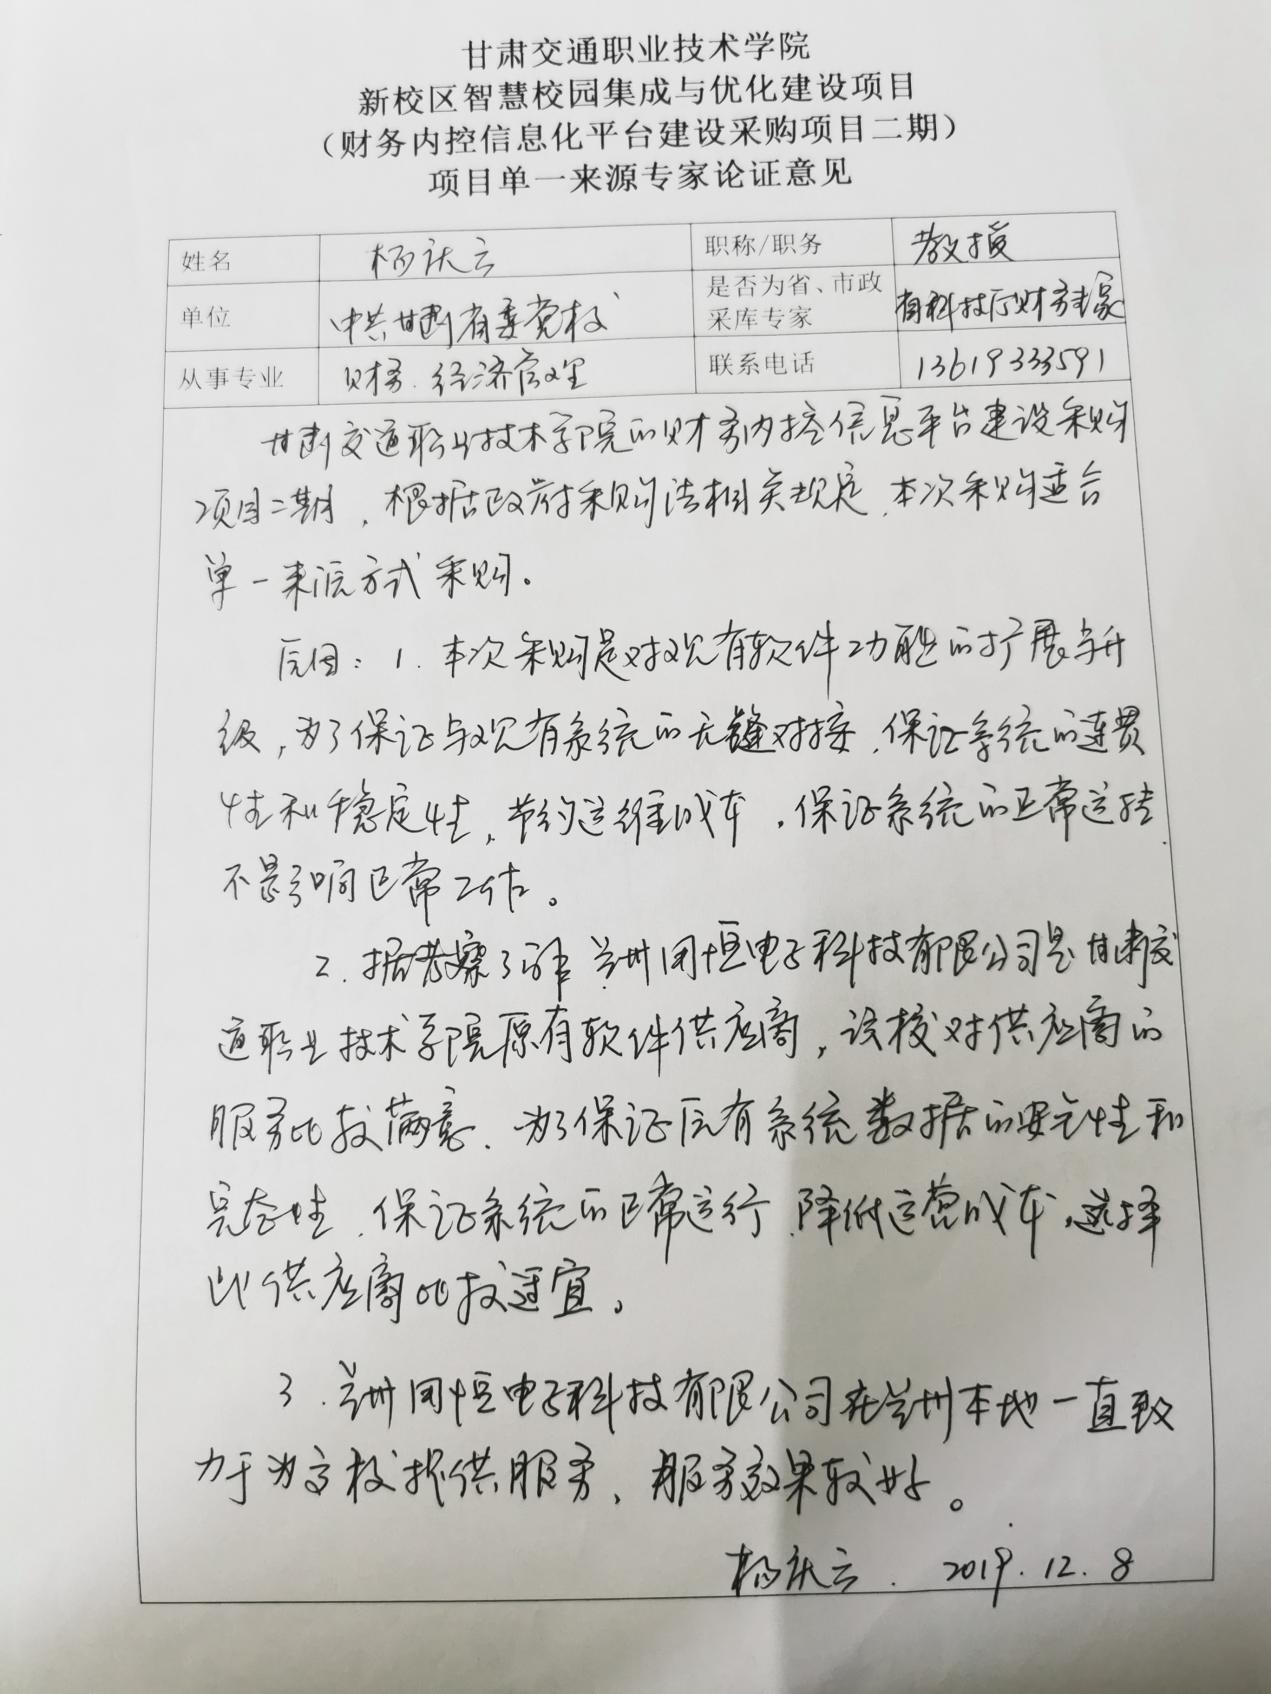 甘肃交通职业技术学院
新校区智慧校园集成与优化建设项目
（财务内控信息化平台建设采购项目二期）
项目单一来源专家论证意见
姓名 杨庆云 职称/职务 教授
单位 中共甘肃省委党校 是否为省、市政采库专家 省科技厅财务专家
从事专业 财务.经济管理 联系电话 13619333591
甘肃交通职业技术学院的财务内控信息平台建设采购
项目二期，根据政府采购法相关规定，本次采购适合
单一来源方式采购。
原因：1.本次采购是对现有软件功能的扩展与升
级，为了保证与现有系统的无缝对接，保证系统的连贯
性和稳定性，节约运维成本，保证系统的正常运转
不影响正常工作。
2.据考察了解兰州同恒电子科技有限公司是甘肃交
通职业技术学院原有软件供应商，该校对供应商的
服务比较满意，为了保证原有系统数据的安全性和
完整性，保证系统的正常运行，降低运营成本，选择
此供应商比较适宜。
3.兰州同恒电子科技有限公司在兰州本地一直致
力于为高校提供服务，服务效果较好。
杨庆云. 2019.12.8